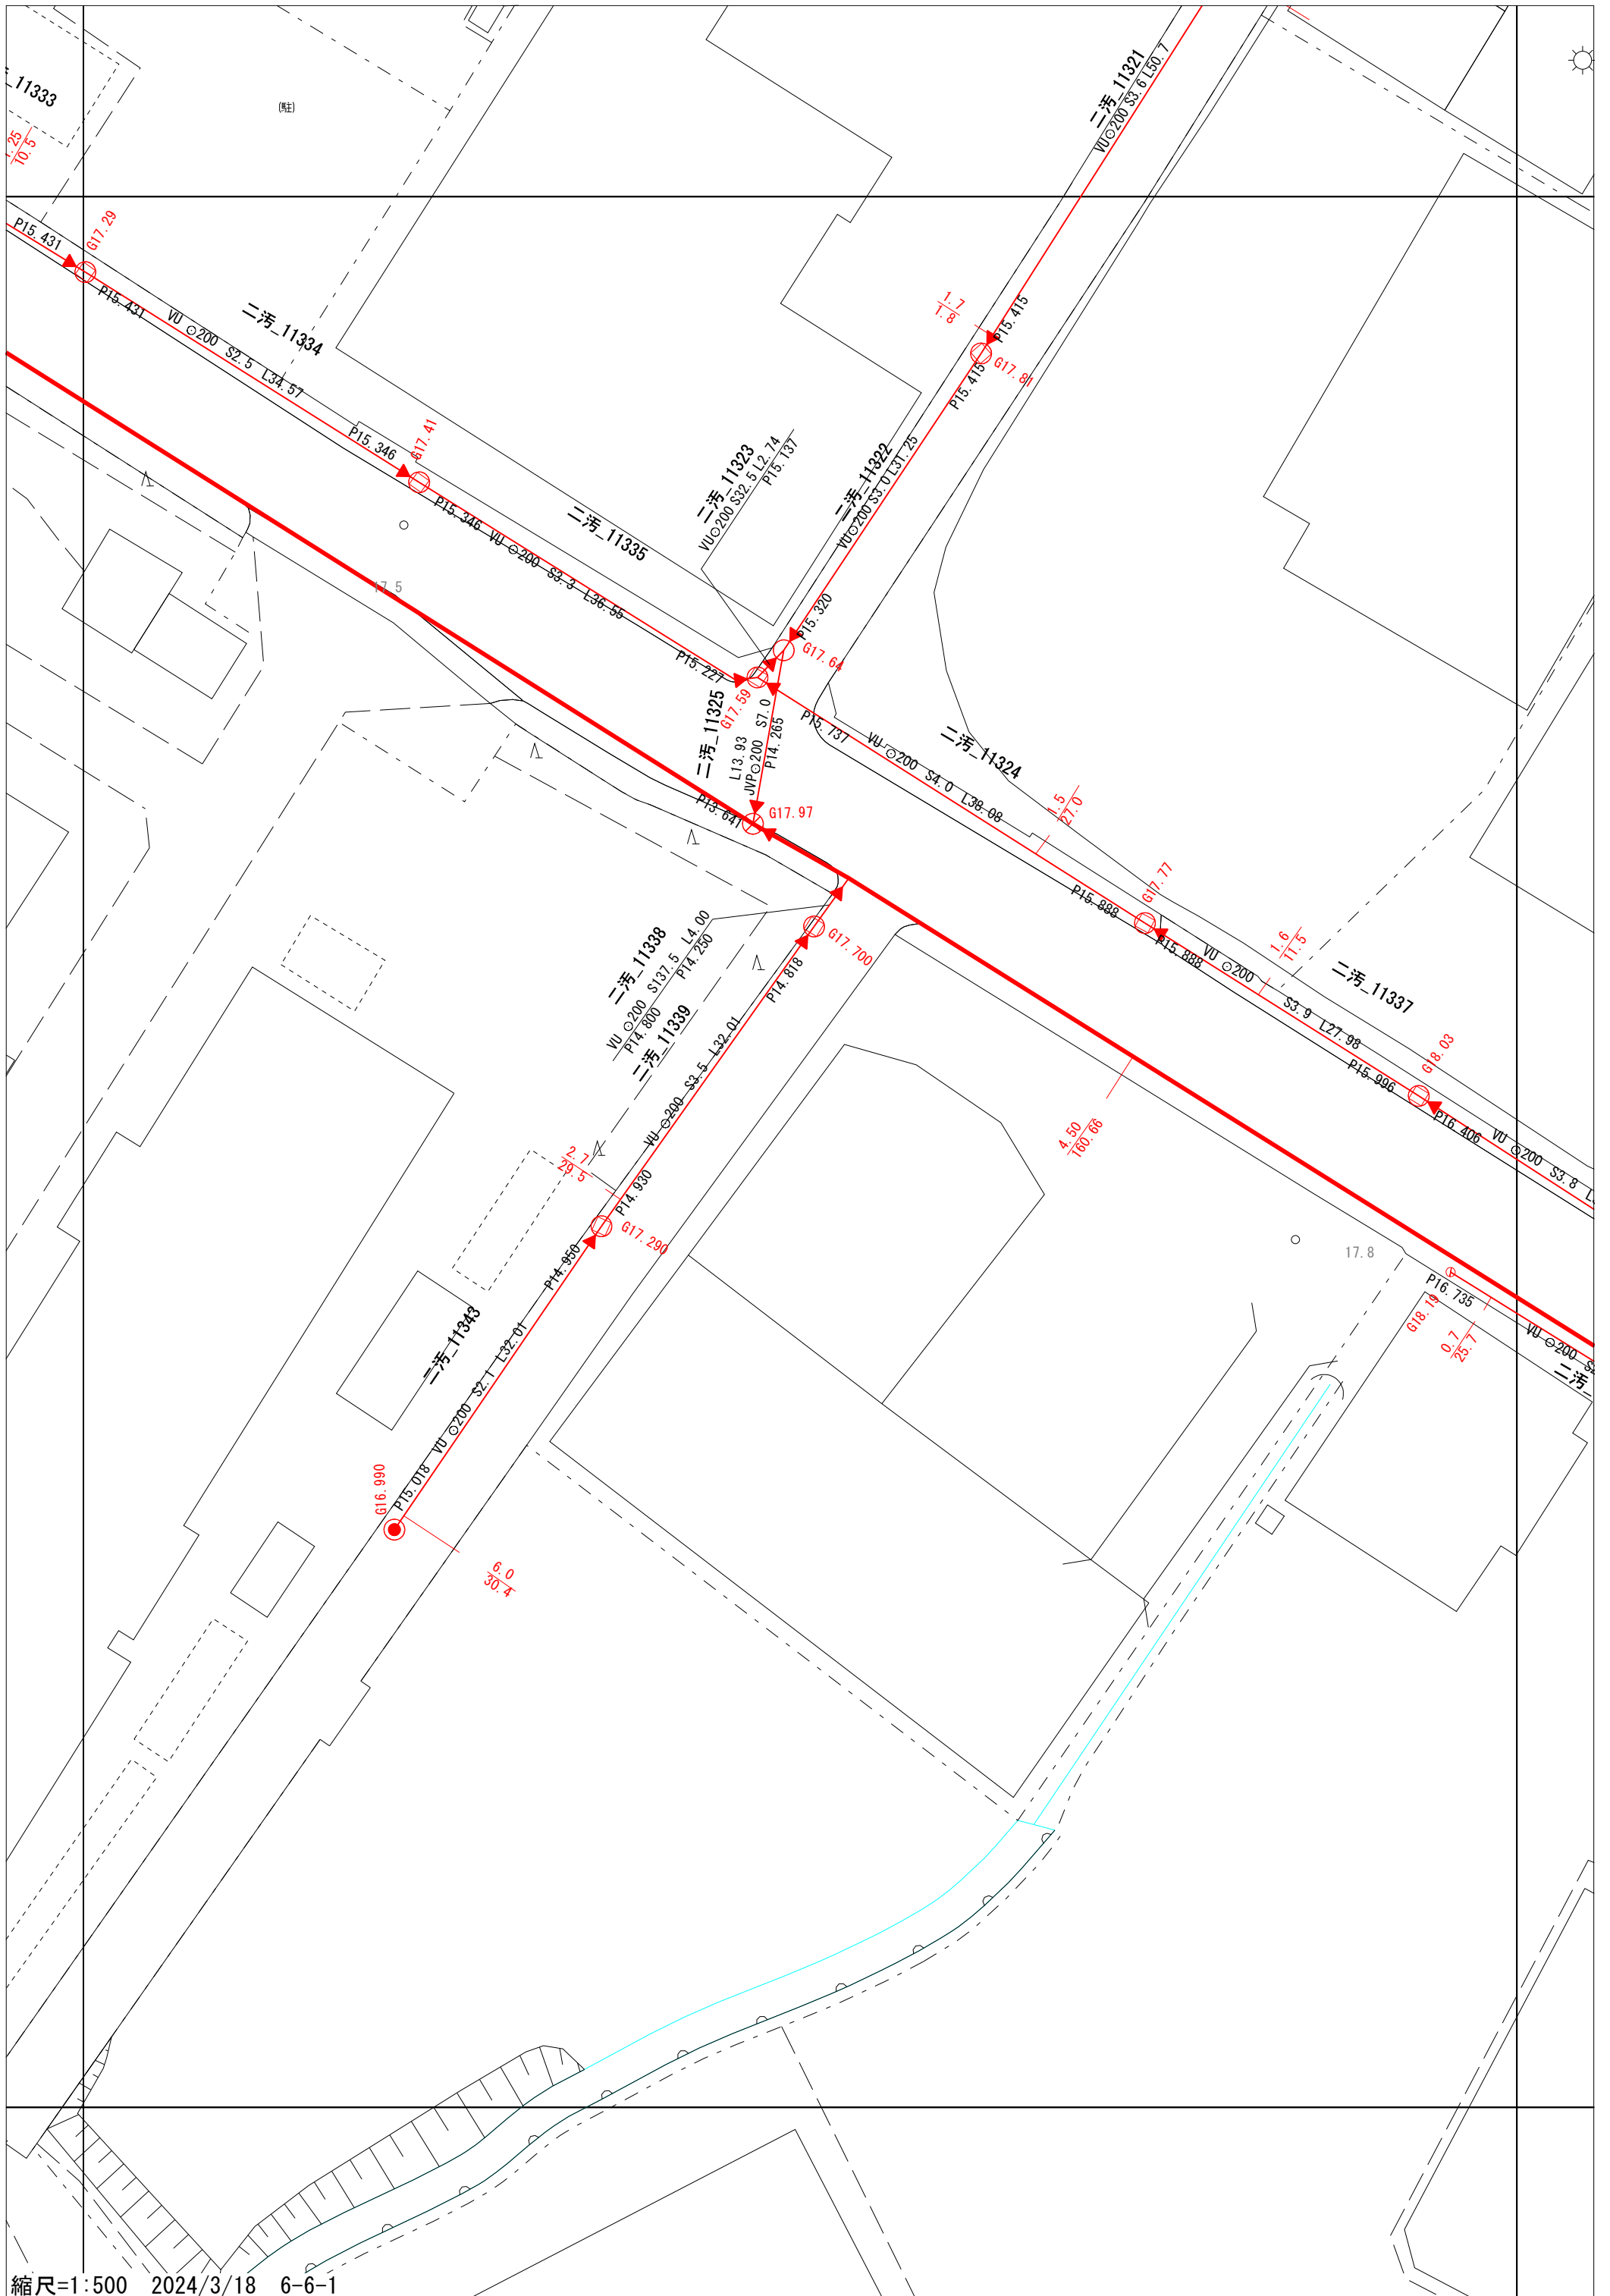 _11333
.25
10.5
(駐)
二汚_11321
VU⊙200 S3.6 L50.7
P15.431
G17.29
P15.431
VU ⊙200 S2.5 L34.57
二汚_11334
1.7
1.8
P15.415
G17.81
P15.415
P15.346
G17.41
P15.346
VU ⊙200 S3.3 L36.55
二汚_11335
二汚_11323
VU⊙200 S32.5 L2.74
P15.137
二汚_11322
VU⊙200 S3.0 L31.25
17.5
P15.320
G17.64
P15.227
G17.59
二汚_11325
L13.93
JVP⊙200 S7.0
P14.265
P15.737
VU ⊙200 S4.0 L38.08
二汚_11324
1.5
27.0
P13.641
G17.97
G17.77
P15.888
P15.888
VU ⊙200 S3.9 L27.98
1.6
11.5
二汚_11337
二汚_11338
VU ⊙200 S137.5 L4.00
P14.800
P14.250
G17.700
P14.818
二汚_11339
VU ⊙200 S3.5 L32.01
P15.996
G18.03
P16.406
VU ⊙200 S3.8 L
4.50
160.66
2.7
29.5
P14.930
G17.290
P14.950
17.8
P16.735
G18.19
0.7
25.7
VU ⊙200
二汚_
二汚_11343
VU ⊙200 S2.1 L32.01
P15.018
G16.990
6.0
30.4
縮尺=1:500 2024/3/18 6-6-1